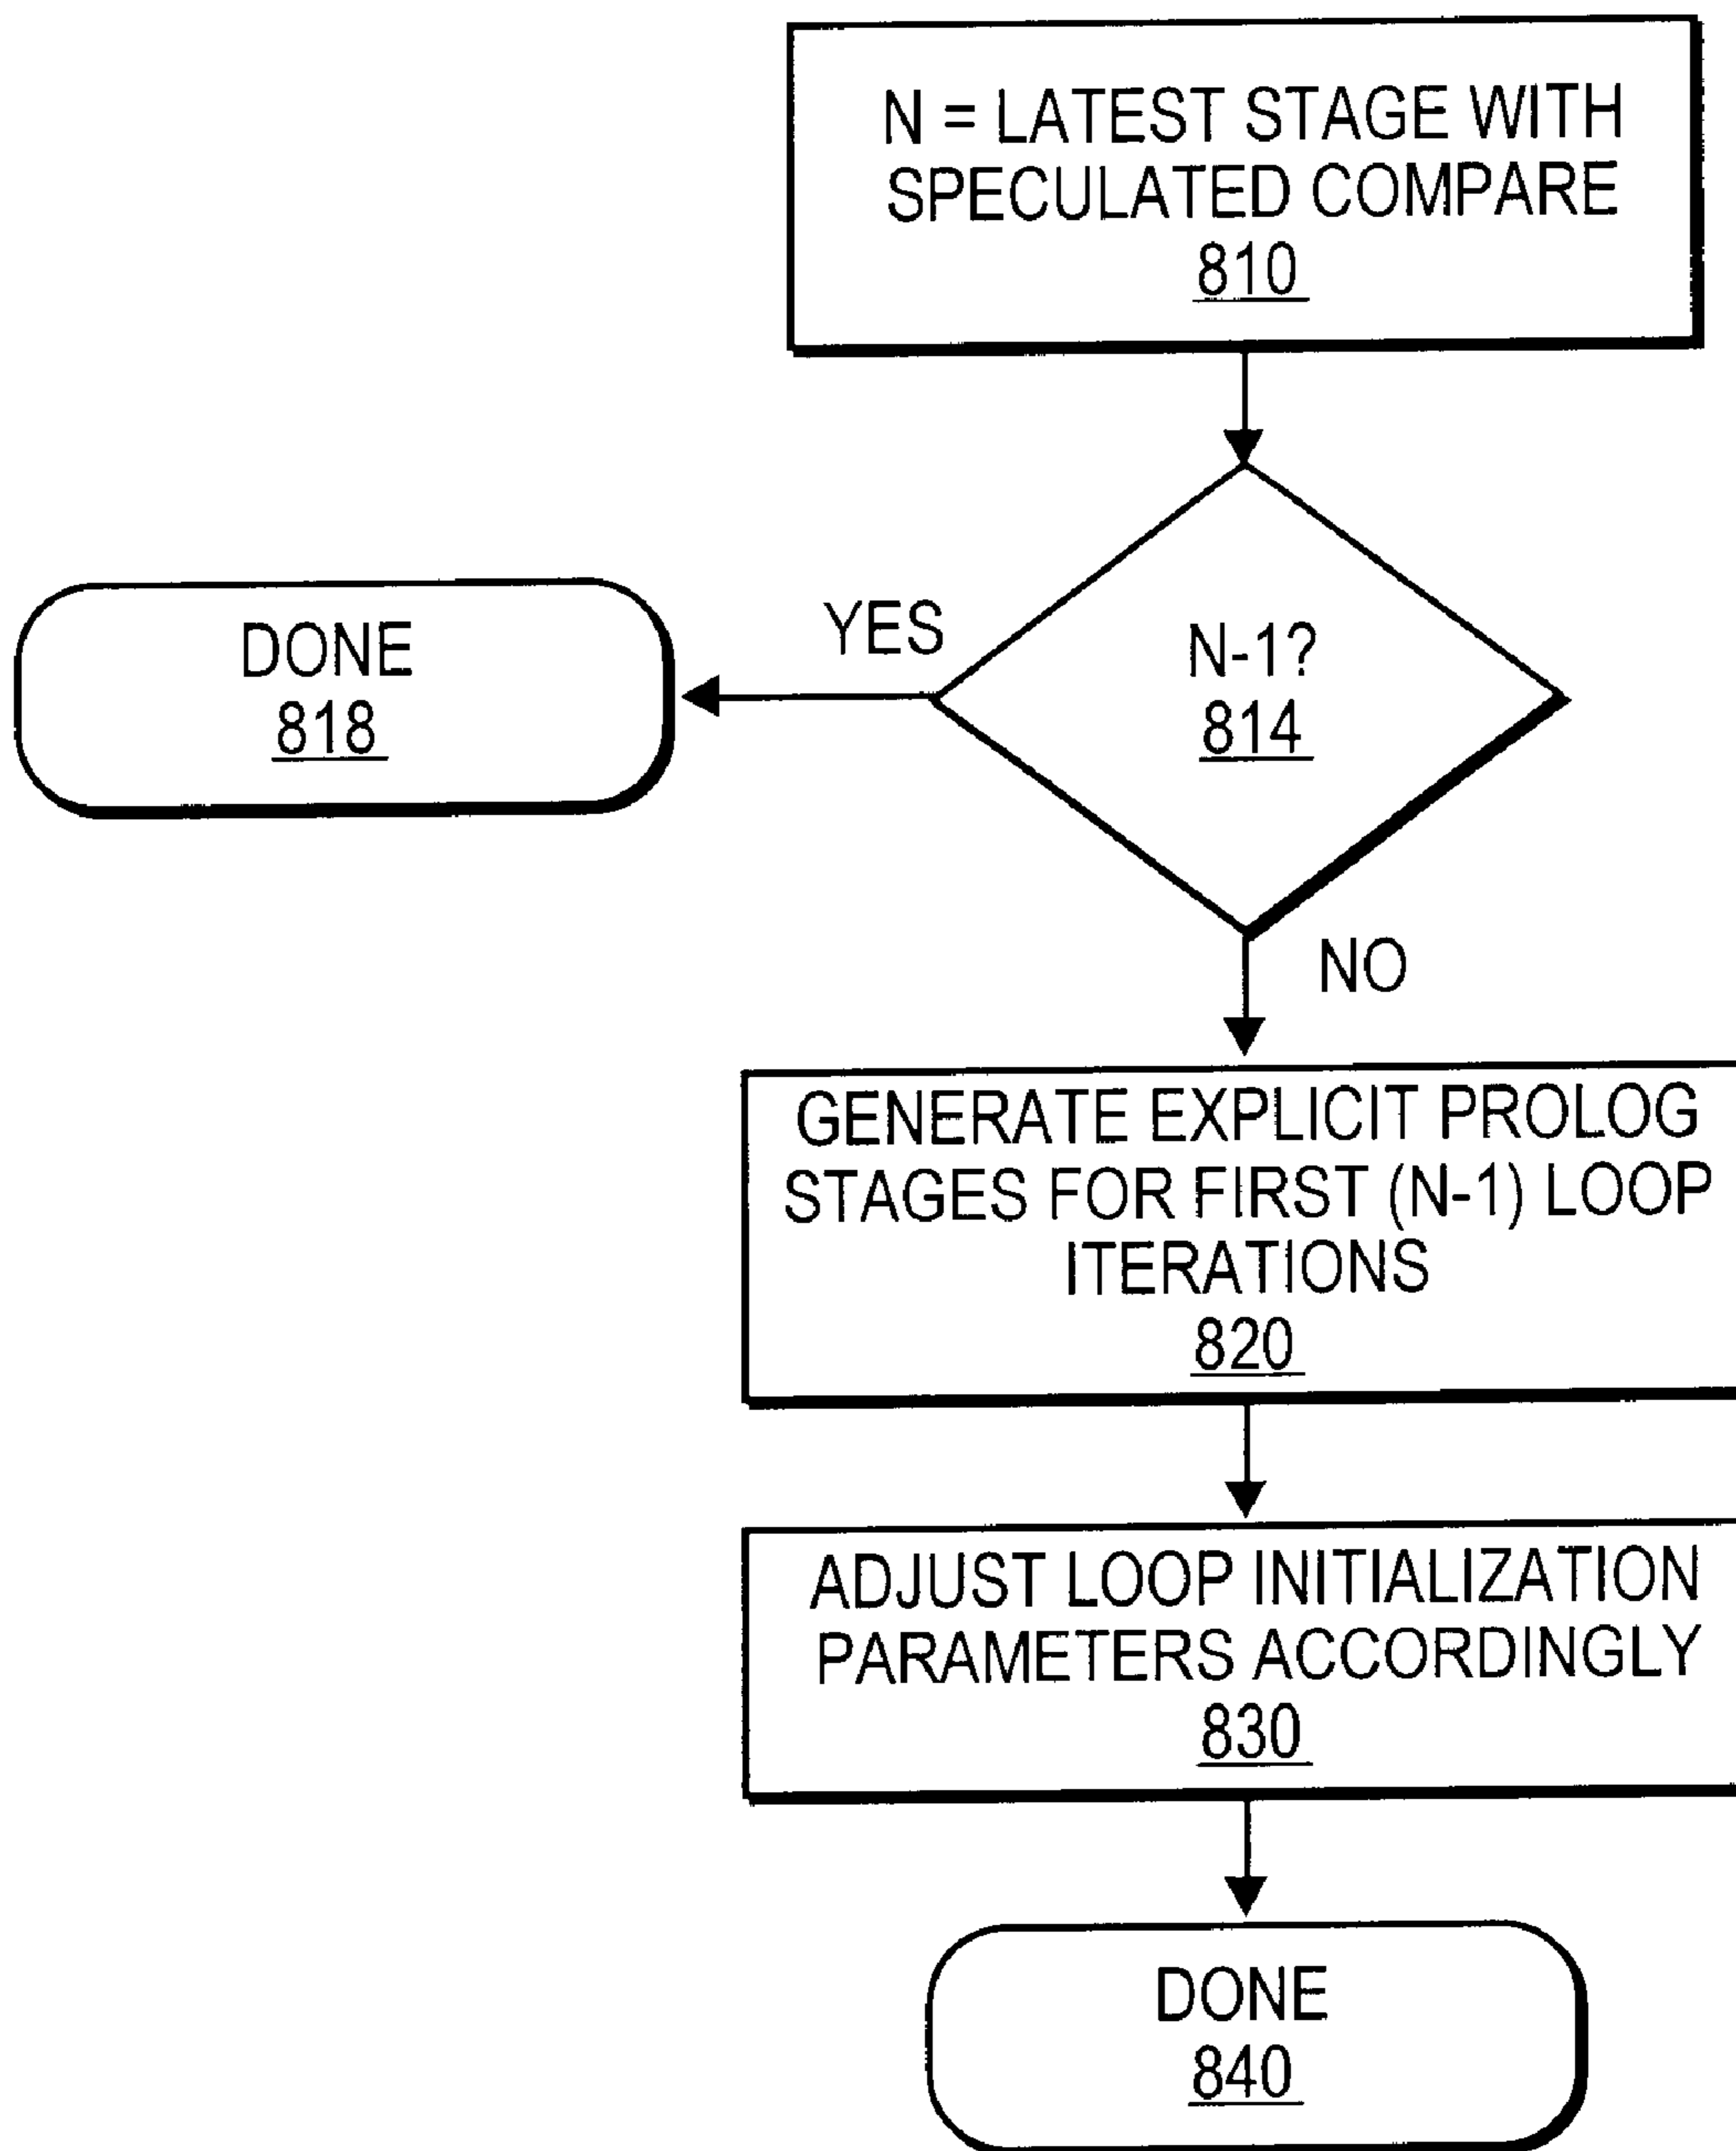 N = LATEST STAGE WITH
SPECULATED COMPARE
810
YES
N-1?
814
DONE
818
NO
GENERATE EXPLICIT PROLOG
STAGES FOR FIRST (N-1) LOOP
ITERATIONS
820
ADJUST LOOP INITIALIZATION
PARAMETERS ACCORDINGLY
830
DONE
840